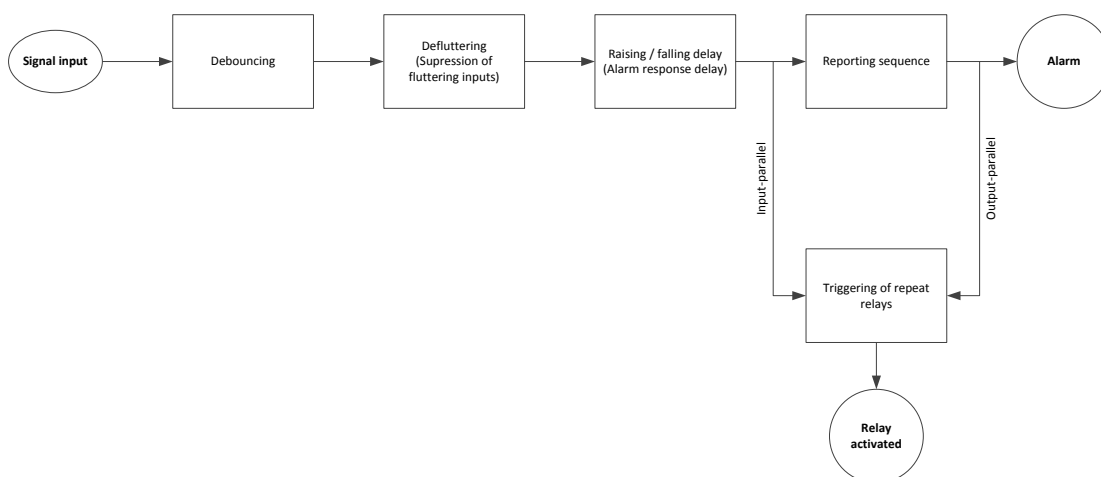 Signal input
Debouncing
Defluttering
(Supression of
fluttering inputs)
Raising / falling delay
(Alarm response delay)
Reporting sequence
Alarm
Input-parallel
Output-parallel
Triggering of repeat
relays
Relay
activated